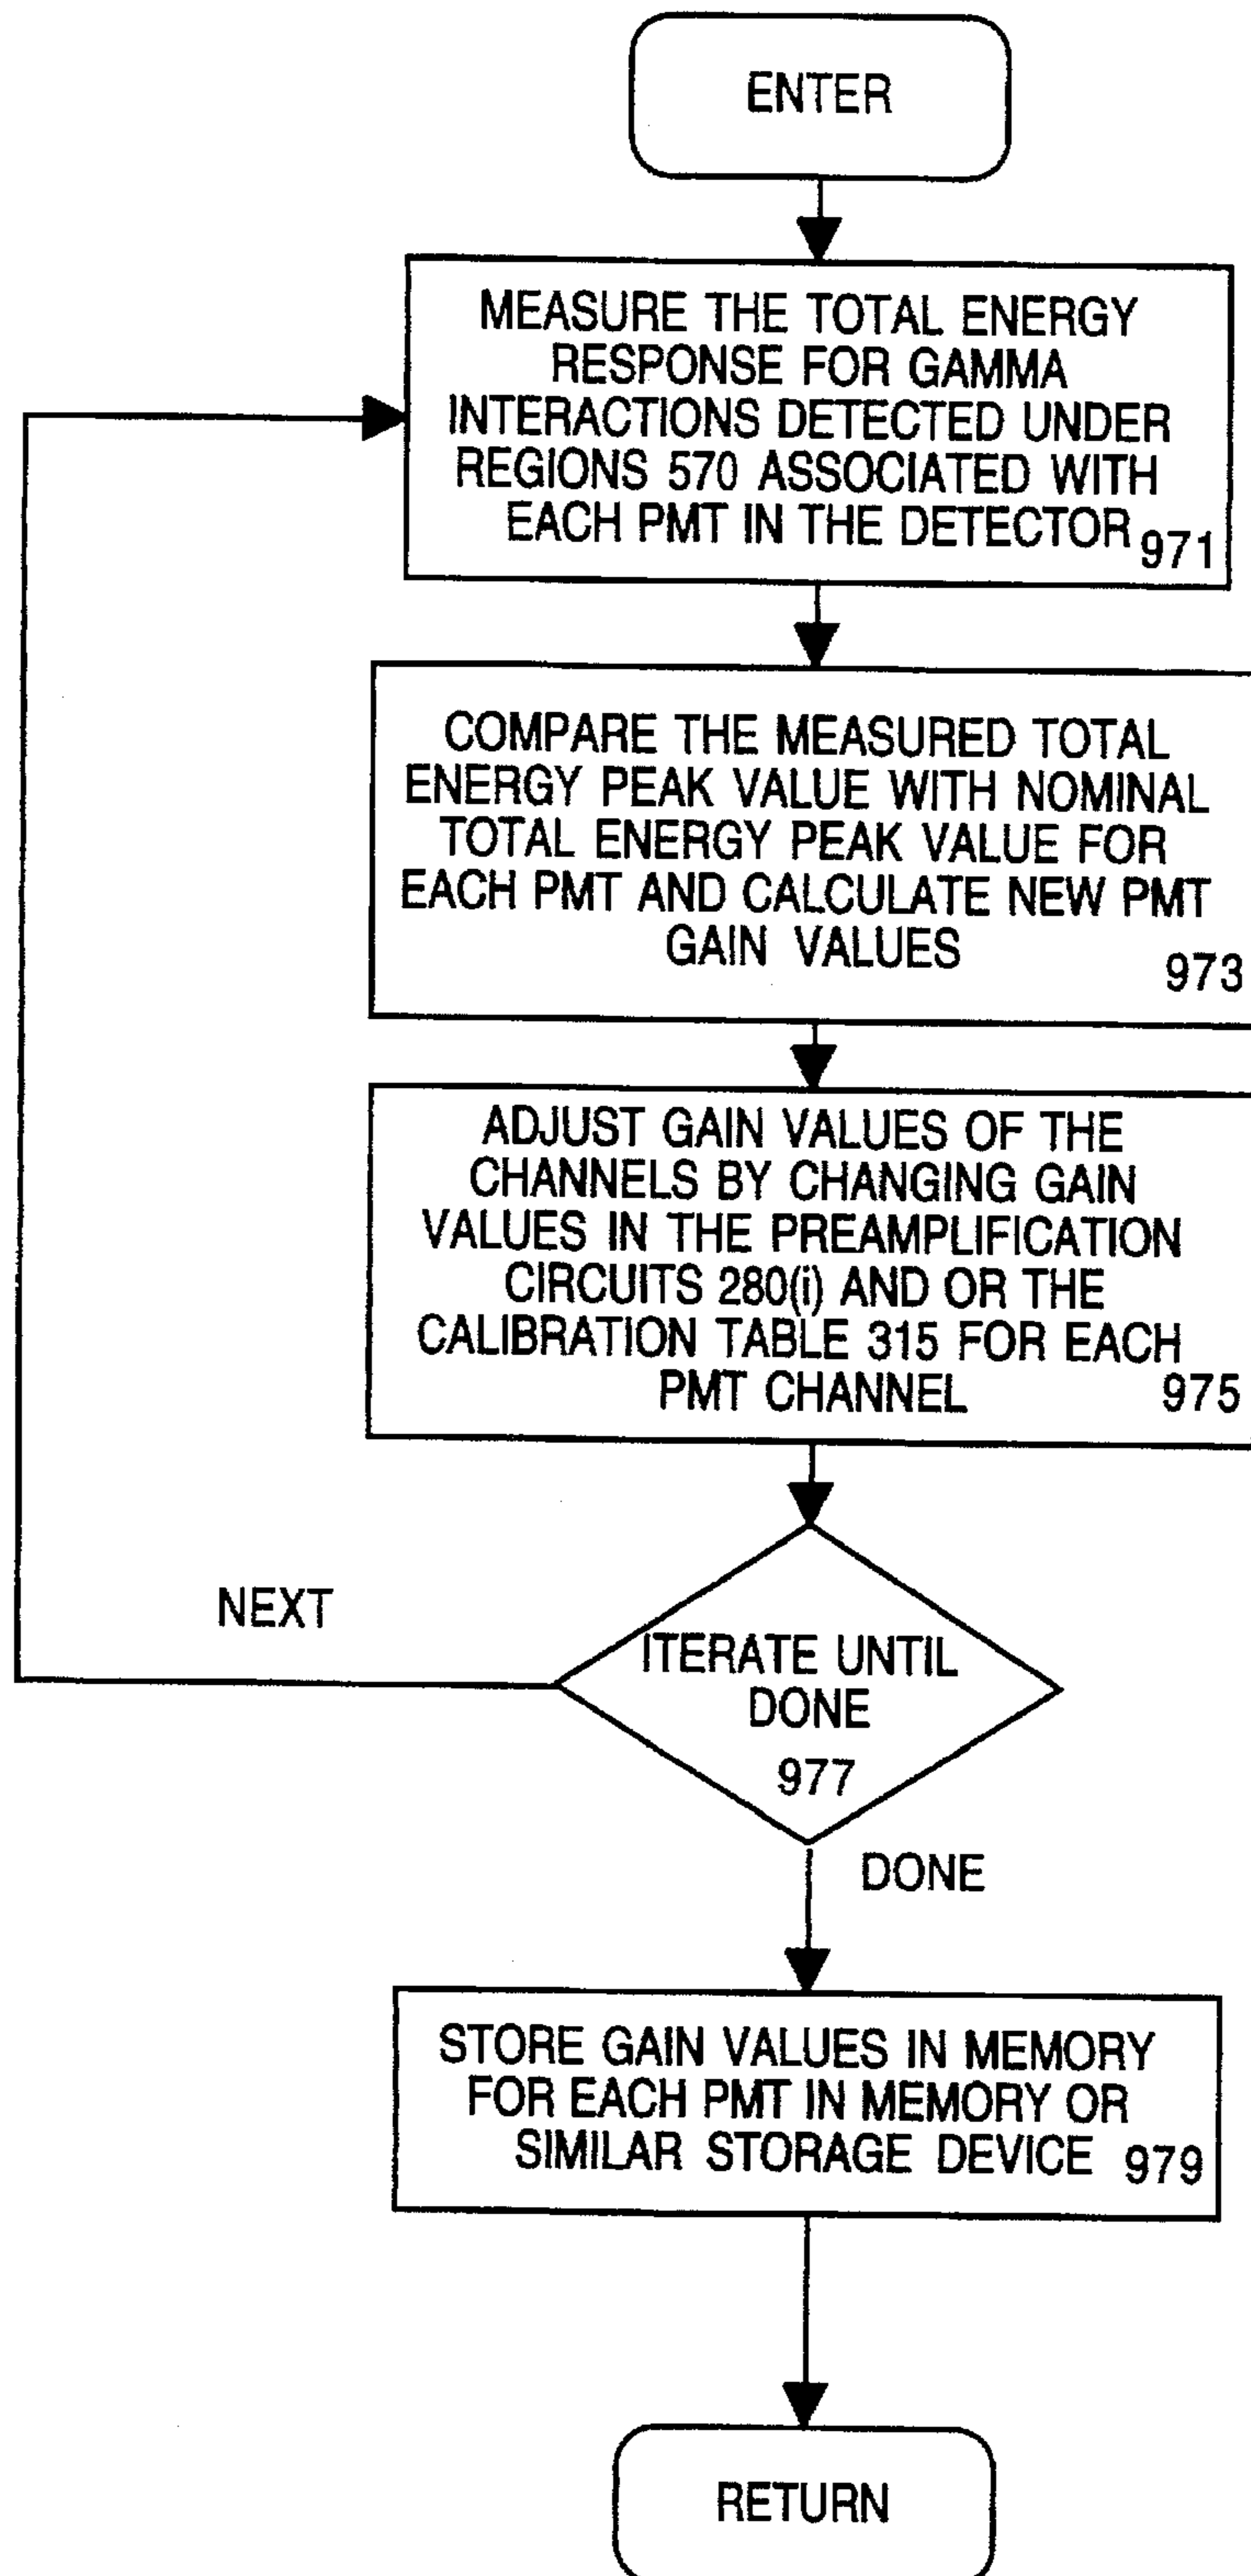 ENTER
MEASURE THE TOTAL ENERGY
RESPONSE FOR GAMMA
INTERACTIONS DETECTED UNDER
REGIONS 570 ASSOCIATED WITH
EACH PMT IN THE DETECTOR 971
COMPARE THE MEASURED TOTAL
ENERGY PEAK VALUE WITH NOMINAL
TOTAL ENERGY PEAK VALUE FOR
EACH PMT AND CALCULATE NEW PMT
GAIN VALUES 973
ADJUST GAIN VALUES OF THE
CHANNELS BY CHANGING GAIN
VALUES IN THE PREAMPLIFICATION
CIRCUITS 280(i) AND OR THE
CALIBRATION TABLE 315 FOR EACH
PMT CHANNEL 975
NEXT
ITERATE UNTIL
DONE
977
DONE
STORE GAIN VALUES IN MEMORY
FOR EACH PMT IN MEMORY OR
SIMILAR STORAGE DEVICE 979
RETURN